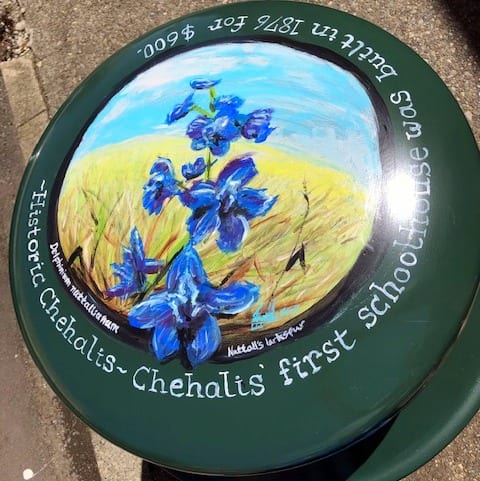 ~Historic Chehalis~ Chehalis' first schoolhouse was built in 1876 for $600.
Delphinium nuttallianum
Nuttall's larkspur